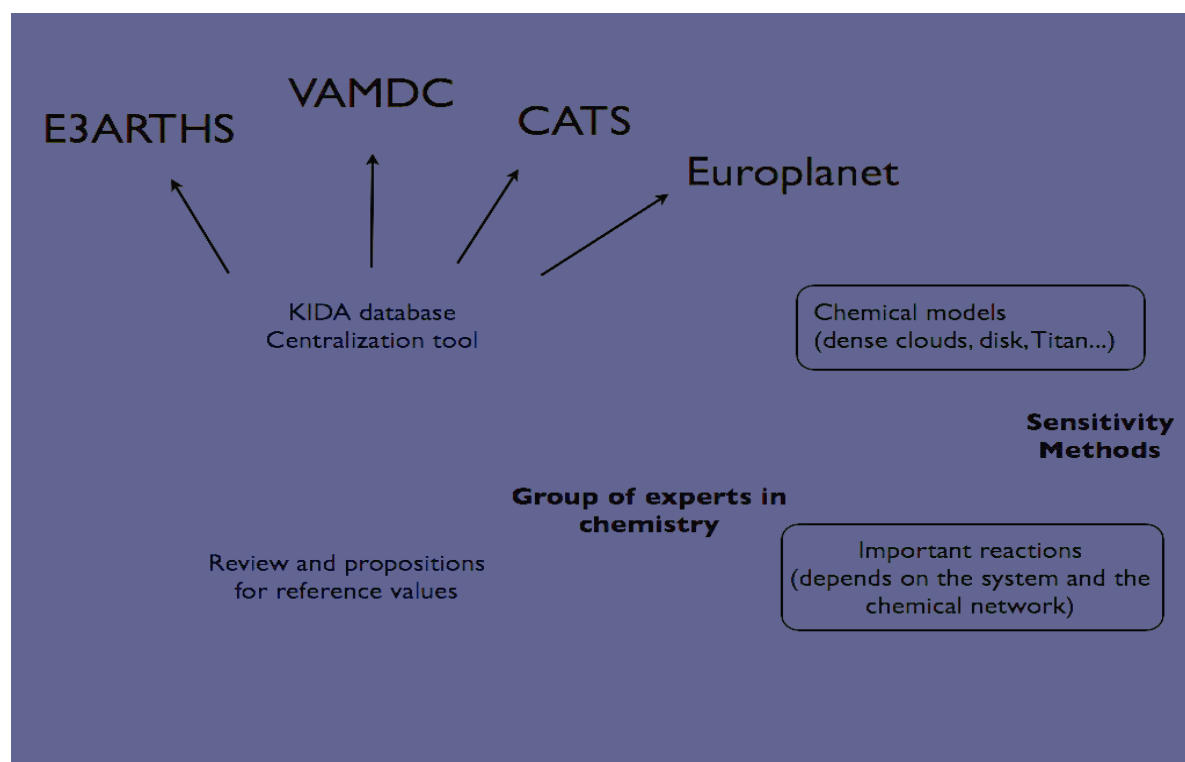 VAMDC
E3ARTHS
CATS
Europlanet
KIDA database
Centralization tool
Chemical models
(dense clouds, disk, Titan...)
Sensitivity
Methods
Group of experts in
chemistry
Review and propositions
for reference values
Important reactions
(depends on the system and the
chemical network)